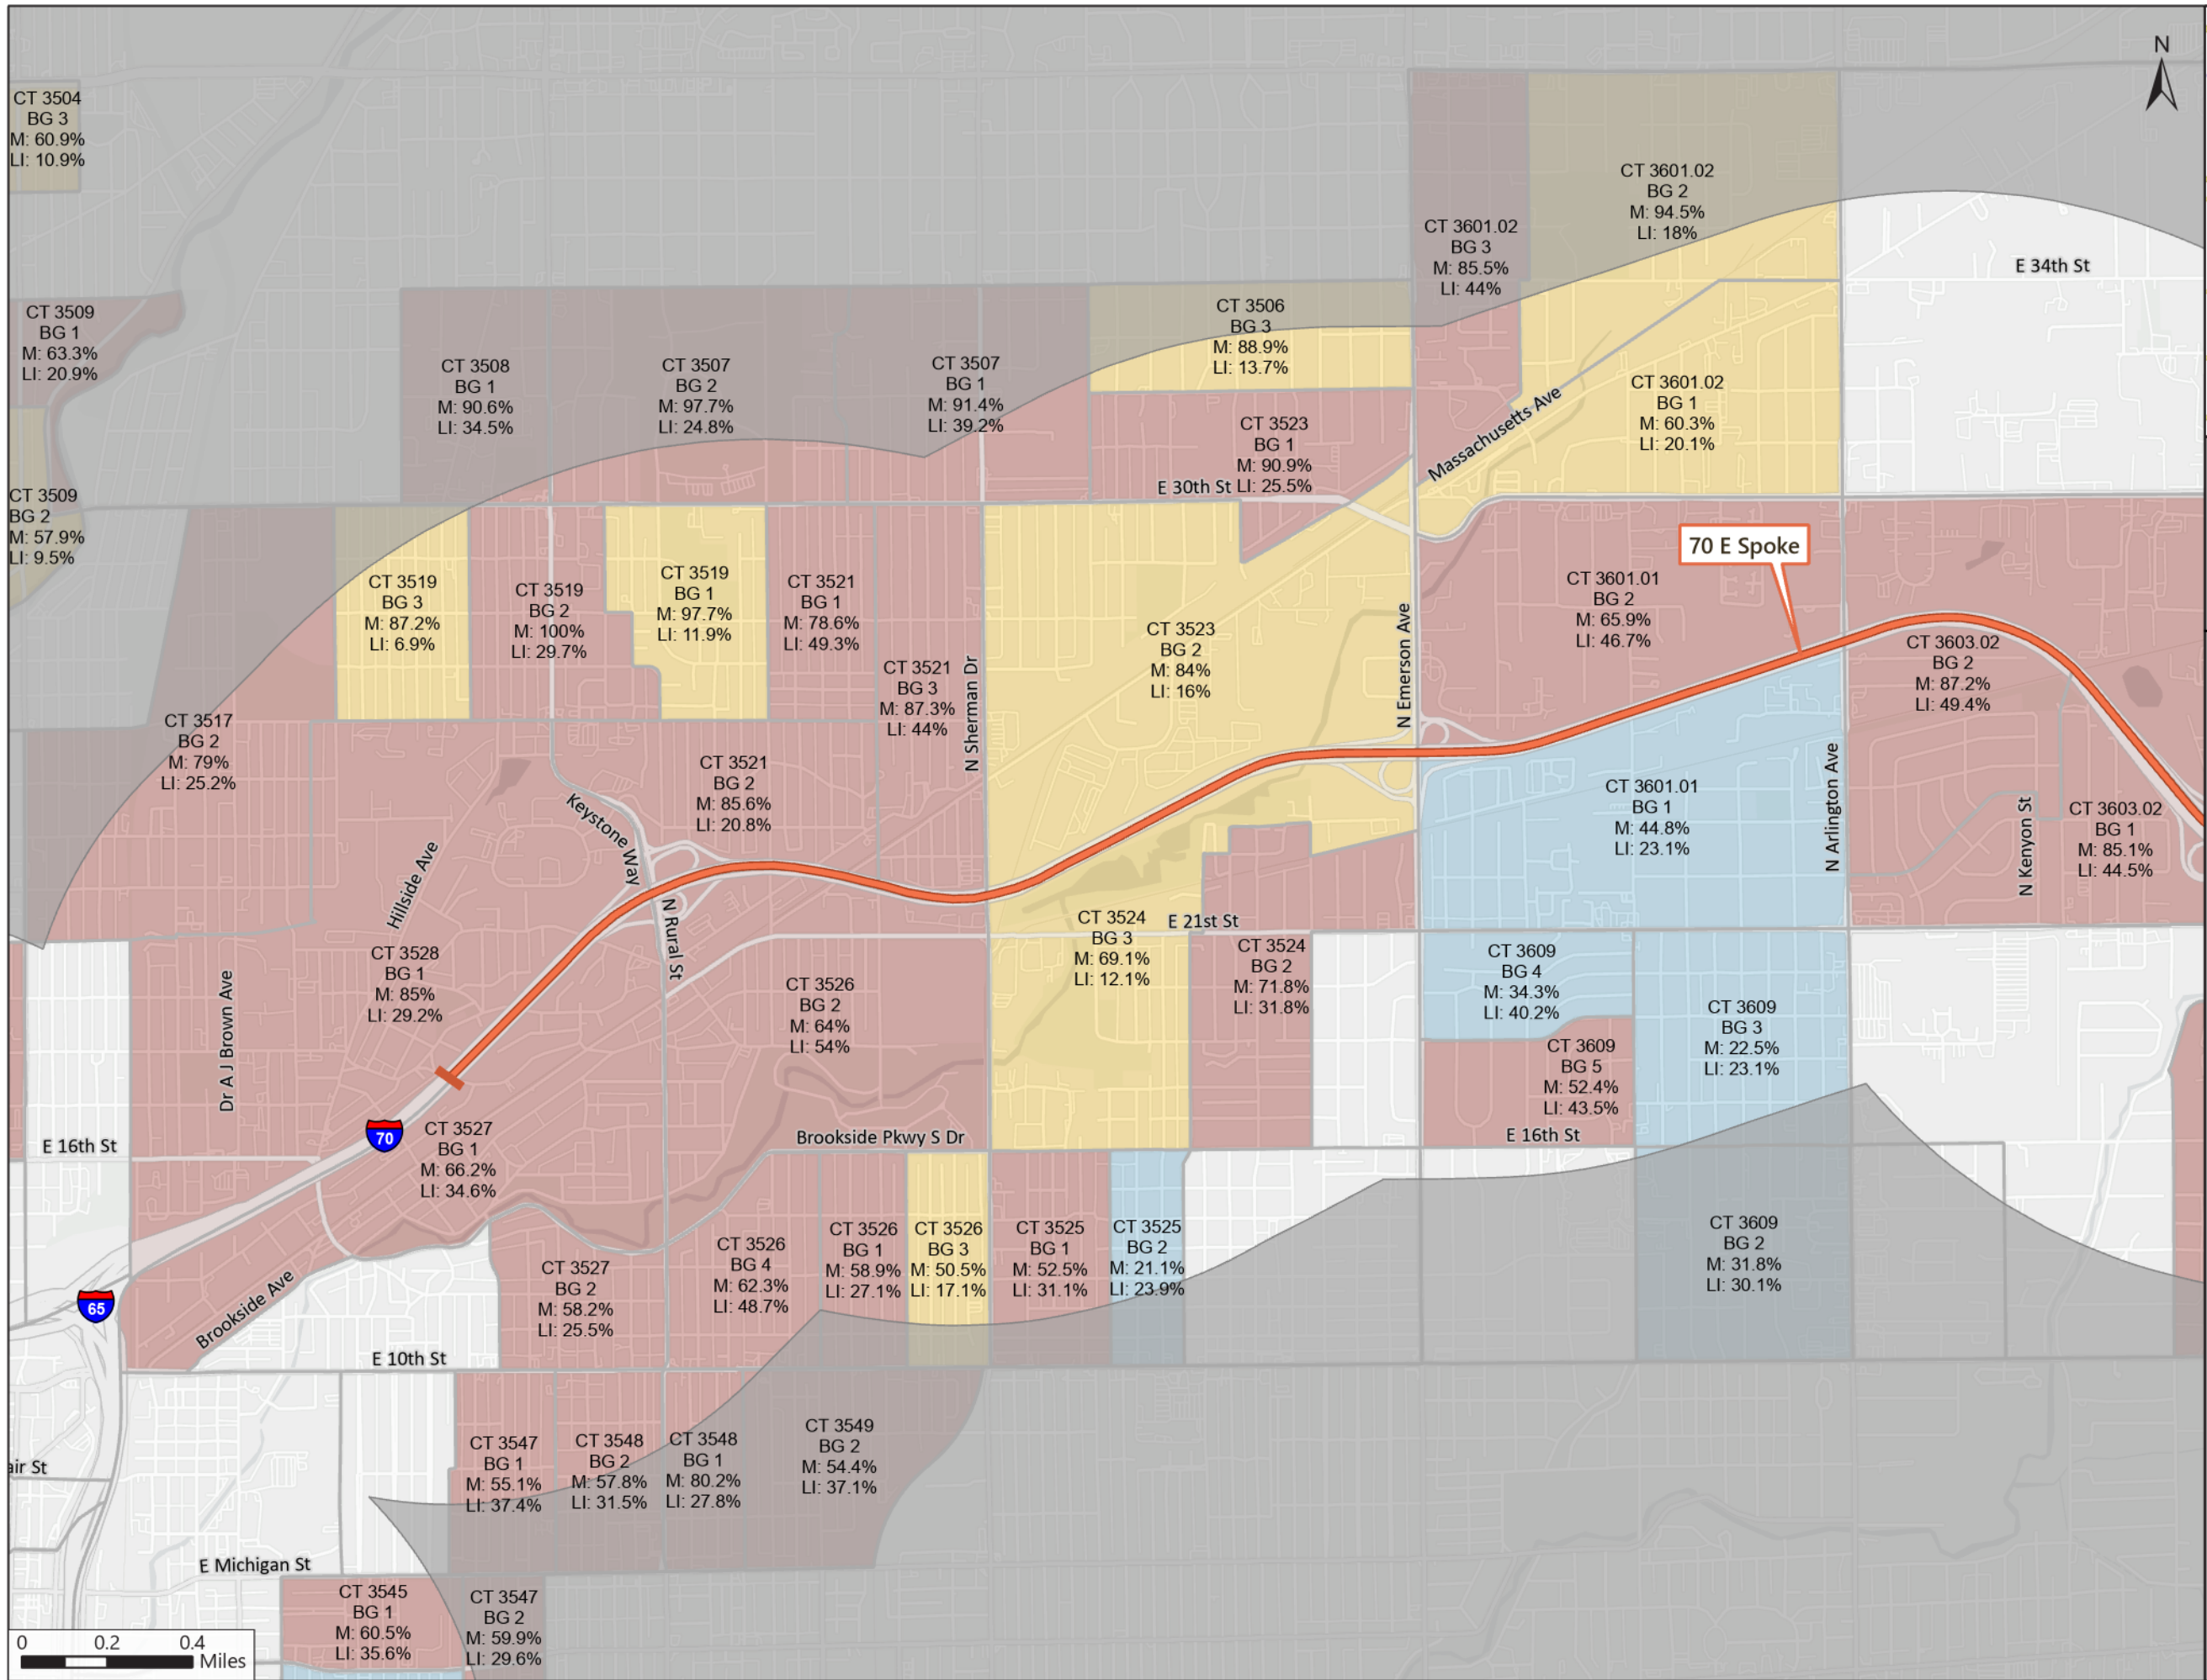 N
CT 3504
BG 3
M: 60.9%
LI: 10.9%
CT 3601.02
BG 2
M: 94.5%
LI: 18%
CT 3601.02
BG 3
M: 85.5%
LI: 44%
E 34th St
CT 3509
BG 1
M: 63.3%
LI: 20.9%
CT 3506
BG 3
M: 88.9%
LI: 13.7%
CT 3508
BG 1
M: 90.6%
LI: 34.5%
CT 3507
BG 2
M: 97.7%
LI: 24.8%
CT 3507
BG 1
M: 91.4%
LI: 39.2%
CT 3601.02
BG 1
M: 60.3%
LI: 20.1%
Massachusetts Ave
CT 3523
BG 1
M: 90.9%
LI: 25.5%
E 30th St
CT 3509
BG 2
M: 57.9%
LI: 9.5%
70 E Spoke
CT 3519
BG 3
M: 87.2%
LI: 6.9%
CT 3519
BG 2
M: 100%
LI: 29.7%
CT 3519
BG 1
M: 97.7%
LI: 11.9%
CT 3521
BG 1
M: 78.6%
LI: 49.3%
CT 3521
BG 3
M: 87.3%
LI: 44%
N Sherman Dr
CT 3523
BG 2
M: 84%
LI: 16%
N Emerson Ave
CT 3601.01
BG 2
M: 65.9%
LI: 46.7%
CT 3603.02
BG 2
M: 87.2%
LI: 49.4%
CT 3517
BG 2
M: 79%
LI: 25.2%
CT 3521
BG 2
M: 85.6%
LI: 20.8%
Keystone Way
Hillside Ave
CT 3601.01
BG 1
M: 44.8%
LI: 23.1%
N Arlington Ave
N Kenyon St
CT 3603.02
BG 1
M: 85.1%
LI: 44.5%
N Rural St
E 21st St
CT 3524
BG 3
M: 69.1%
LI: 12.1%
CT 3524
BG 2
M: 71.8%
LI: 31.8%
CT 3528
BG 1
M: 85%
LI: 29.2%
Dr A J Brown Ave
CT 3526
BG 2
M: 64%
LI: 54%
CT 3609
BG 4
M: 34.3%
LI: 40.2%
CT 3609
BG 3
M: 22.5%
LI: 23.1%
CT 3609
BG 5
M: 52.4%
LI: 43.5%
E 16th St
70
E 16th St
Brookside Pkwy S Dr
CT 3527
BG 1
M: 66.2%
LI: 34.6%
CT 3526
BG 4
M: 62.3%
LI: 48.7%
CT 3526
BG 1
M: 58.9%
LI: 27.1%
CT 3526
BG 3
M: 50.5%
LI: 17.1%
CT 3525
BG 1
M: 52.5%
LI: 31.1%
CT 3525
BG 2
M: 21.1%
LI: 23.9%
CT 3609
BG 2
M: 31.8%
LI: 30.1%
CT 3527
BG 2
M: 58.2%
LI: 25.5%
65
Brookside Ave
E 10th St
CT 3547
BG 1
M: 55.1%
LI: 37.4%
CT 3548
BG 2
M: 57.8%
LI: 31.5%
CT 3548
BG 1
M: 80.2%
LI: 27.8%
CT 3549
BG 2
M: 54.4%
LI: 37.1%
air St
E Michigan St
CT 3545
BG 1
M: 60.5%
LI: 35.6%
CT 3547
BG 2
M: 59.9%
LI: 29.6%
0 0.2 0.4
Miles